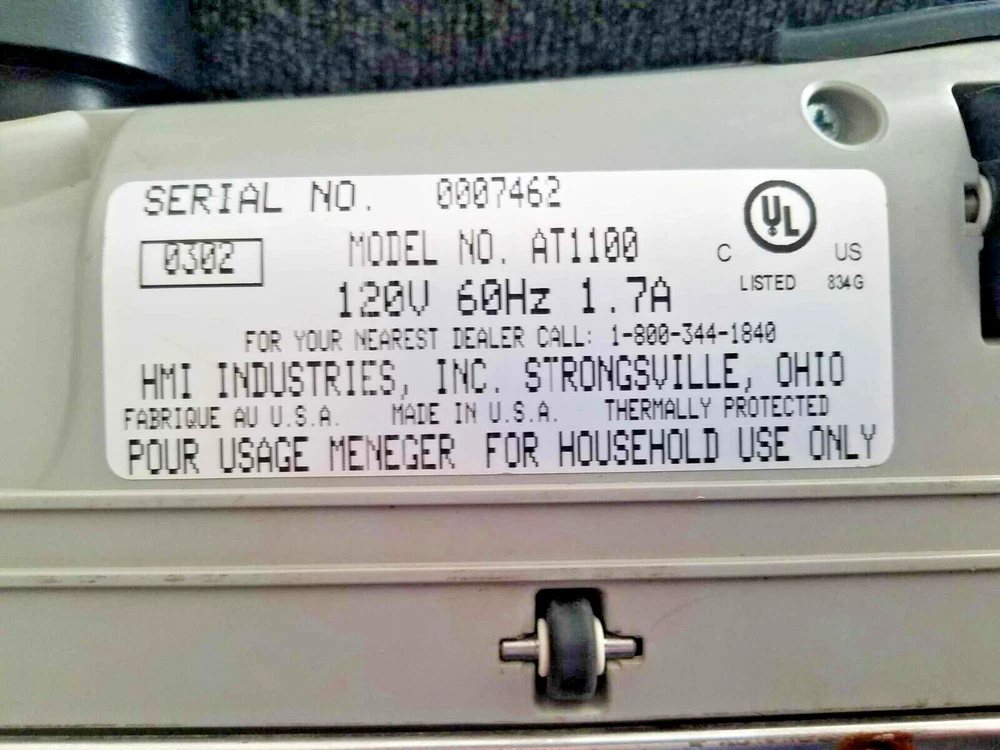 SERIAL NO. 0007462
UL
0302 MODEL NO. AT1100
C US
LISTED 834G
120V 60Hz 1.7A
FOR YOUR NEAREST DEALER CALL: 1-800-344-1840
HMI INDUSTRIES, INC. STRONGSVILLE, OHIO
FABRIQUE AU U.S.A. MADE IN U.S.A. THERMALLY PROTECTED
POUR USAGE MENEGER FOR HOUSEHOLD USE ONLY